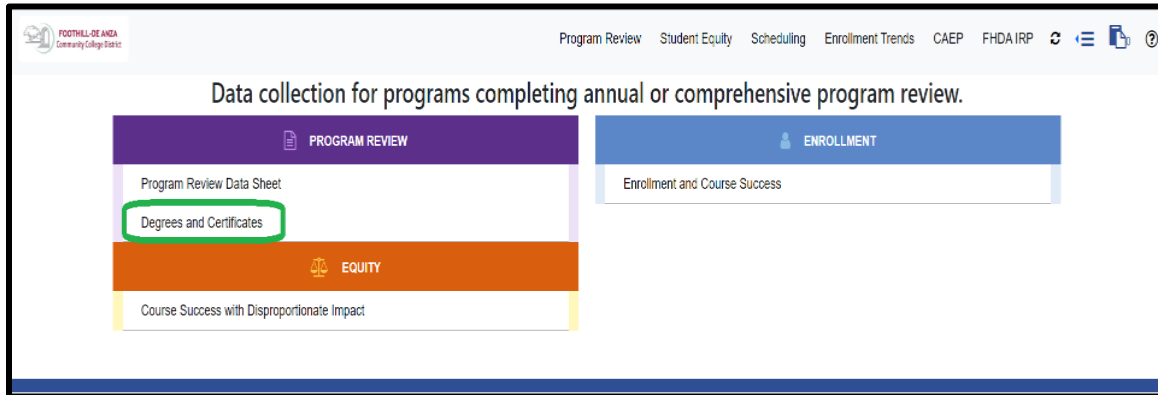 FOOTHILL-DE ANZA
Community College District
Program Review Student Equity Scheduling Enrollment Trends CAEP FHDA IRP
Data collection for programs completing annual or comprehensive program review.
PROGRAM REVIEW
Program Review Data Sheet
Degrees and Certificates
EQUITY
Course Success with Disproportionate Impact
ENROLLMENT
Enrollment and Course Success